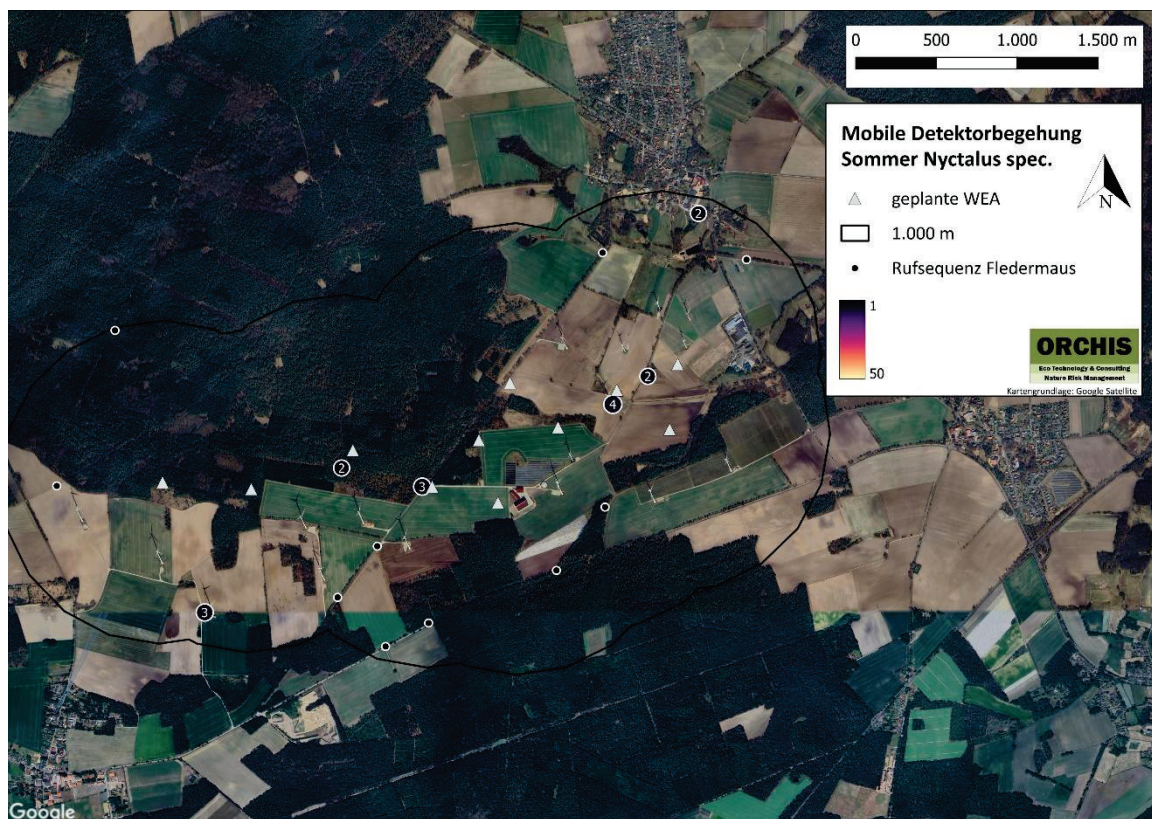 0 500 1.000 1.500 m
Mobile Detektorbegehung
Sommer Nyctalus spec.
N
geplante WEA
1.000 m
Rufsequenz Fledermaus
1
50
ORCHIS
Eco Technology & Consulting
Nature Risk Management
Kartengrundlage: Google Satellite
2
2
4
2
3
3
Google